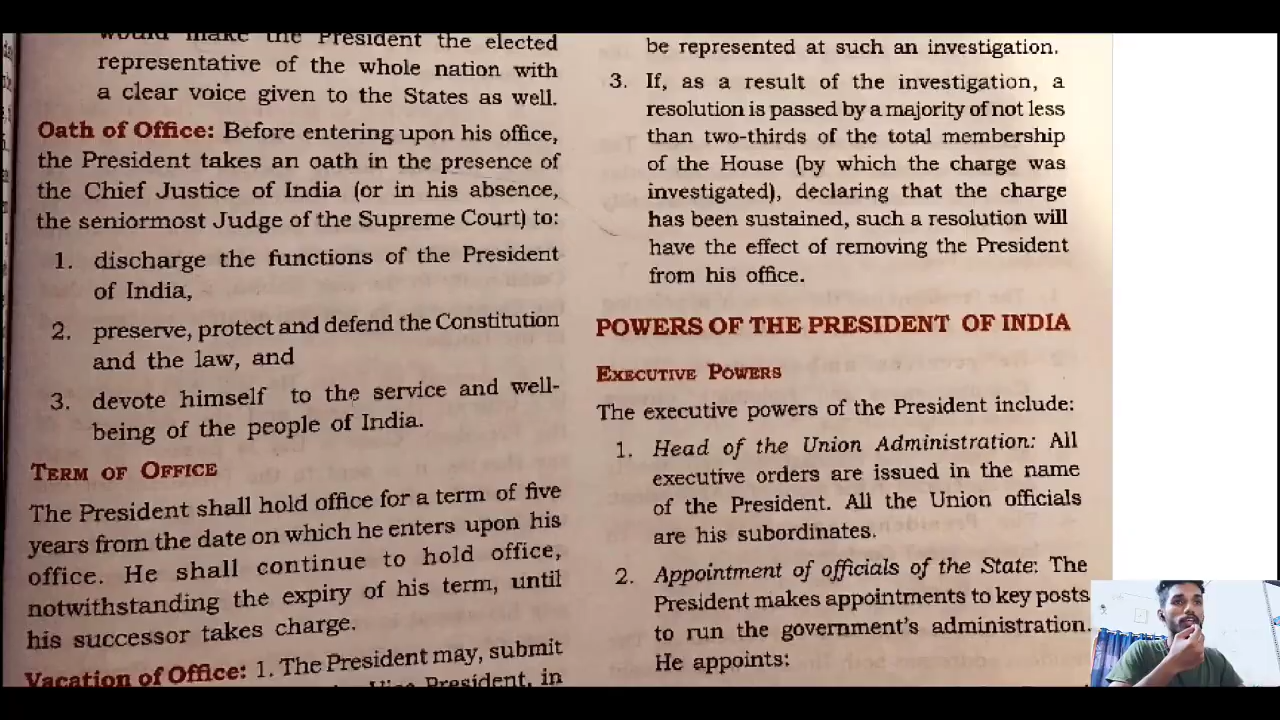 would make the President the elected
representative of the whole nation with
a clear voice given to the States as well.
Oath of Office: Before entering upon his office,
the President takes an oath in the presence of
the Chief Justice of India (or in his absence,
the seniormost Judge of the Supreme Court) to:
1. discharge the functions of the President
of India,
2. preserve, protect and defend the Constitution
and the law, and
3. devote himself to the service and well-
being of the people of India.
TERM OF OFFICE
The President shall hold office for a term of five
years from the date on which he enters upon his
office. He shall continue to hold office,
notwithstanding the expiry of his term, until
his successor takes charge.
Vacation of Office: 1. The President may, submit
Vice President, in
be represented at such an investigation.
3. If, as a result of the investigation, a
resolution is passed by a majority of not less
than two-thirds of the total membership
of the House (by which the charge was
investigated), declaring that the charge
has been sustained, such a resolution will
have the effect of removing the President
from his office.
POWERS OF THE PRESIDENT OF INDIA
EXECUTIVE POWERS
The executive powers of the President include:
1. Head of the Union Administration: All
executive orders are issued in the name
of the President. All the Union officials
are his subordinates.
2. Appointment of officials of the State: The
President makes appointments to key posts
to run the government's administration.
He appoints: